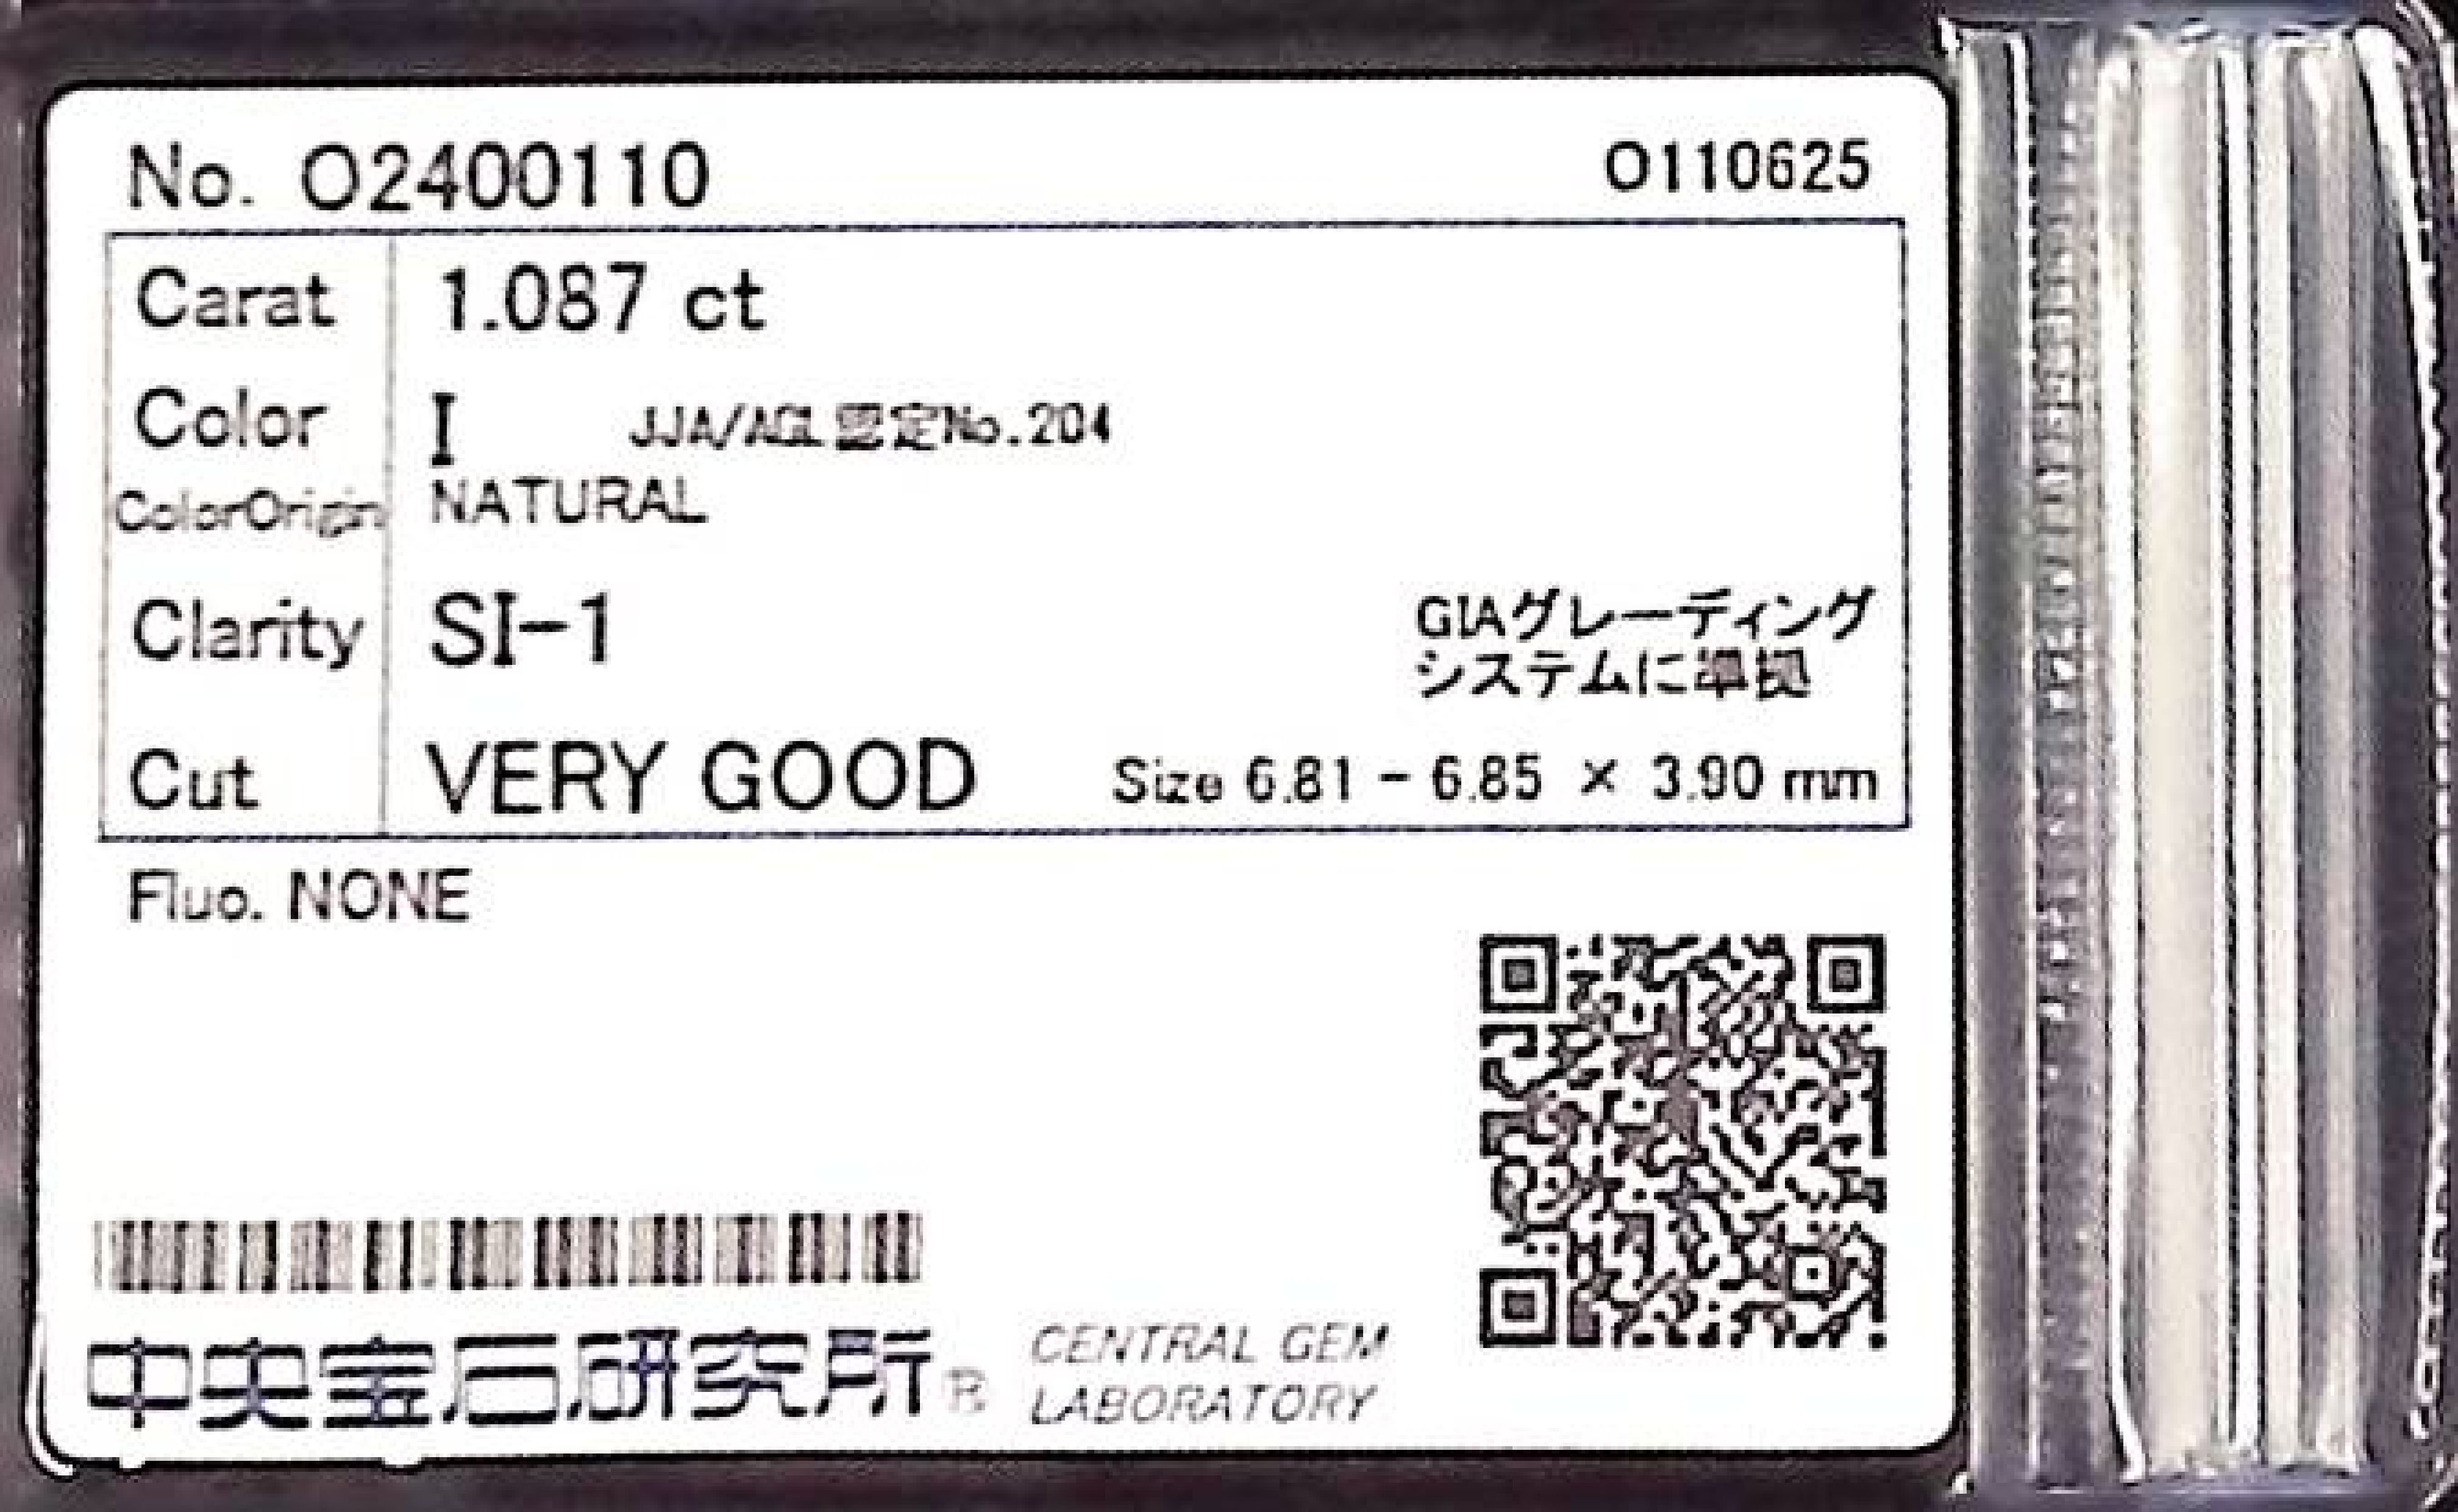 No. O2400110 O110625
Carat 1.087 ct
Color I JJA/AGL認定No.204
ColorOrigin NATURAL
Clarity SI-1
GIAグレーディング
システムに準拠
Cut VERY GOOD Size 6.81 - 6.85 × 3.90 mm
Fluo. NONE
中央宝石研究所® CENTRAL GEM
LABORATORY